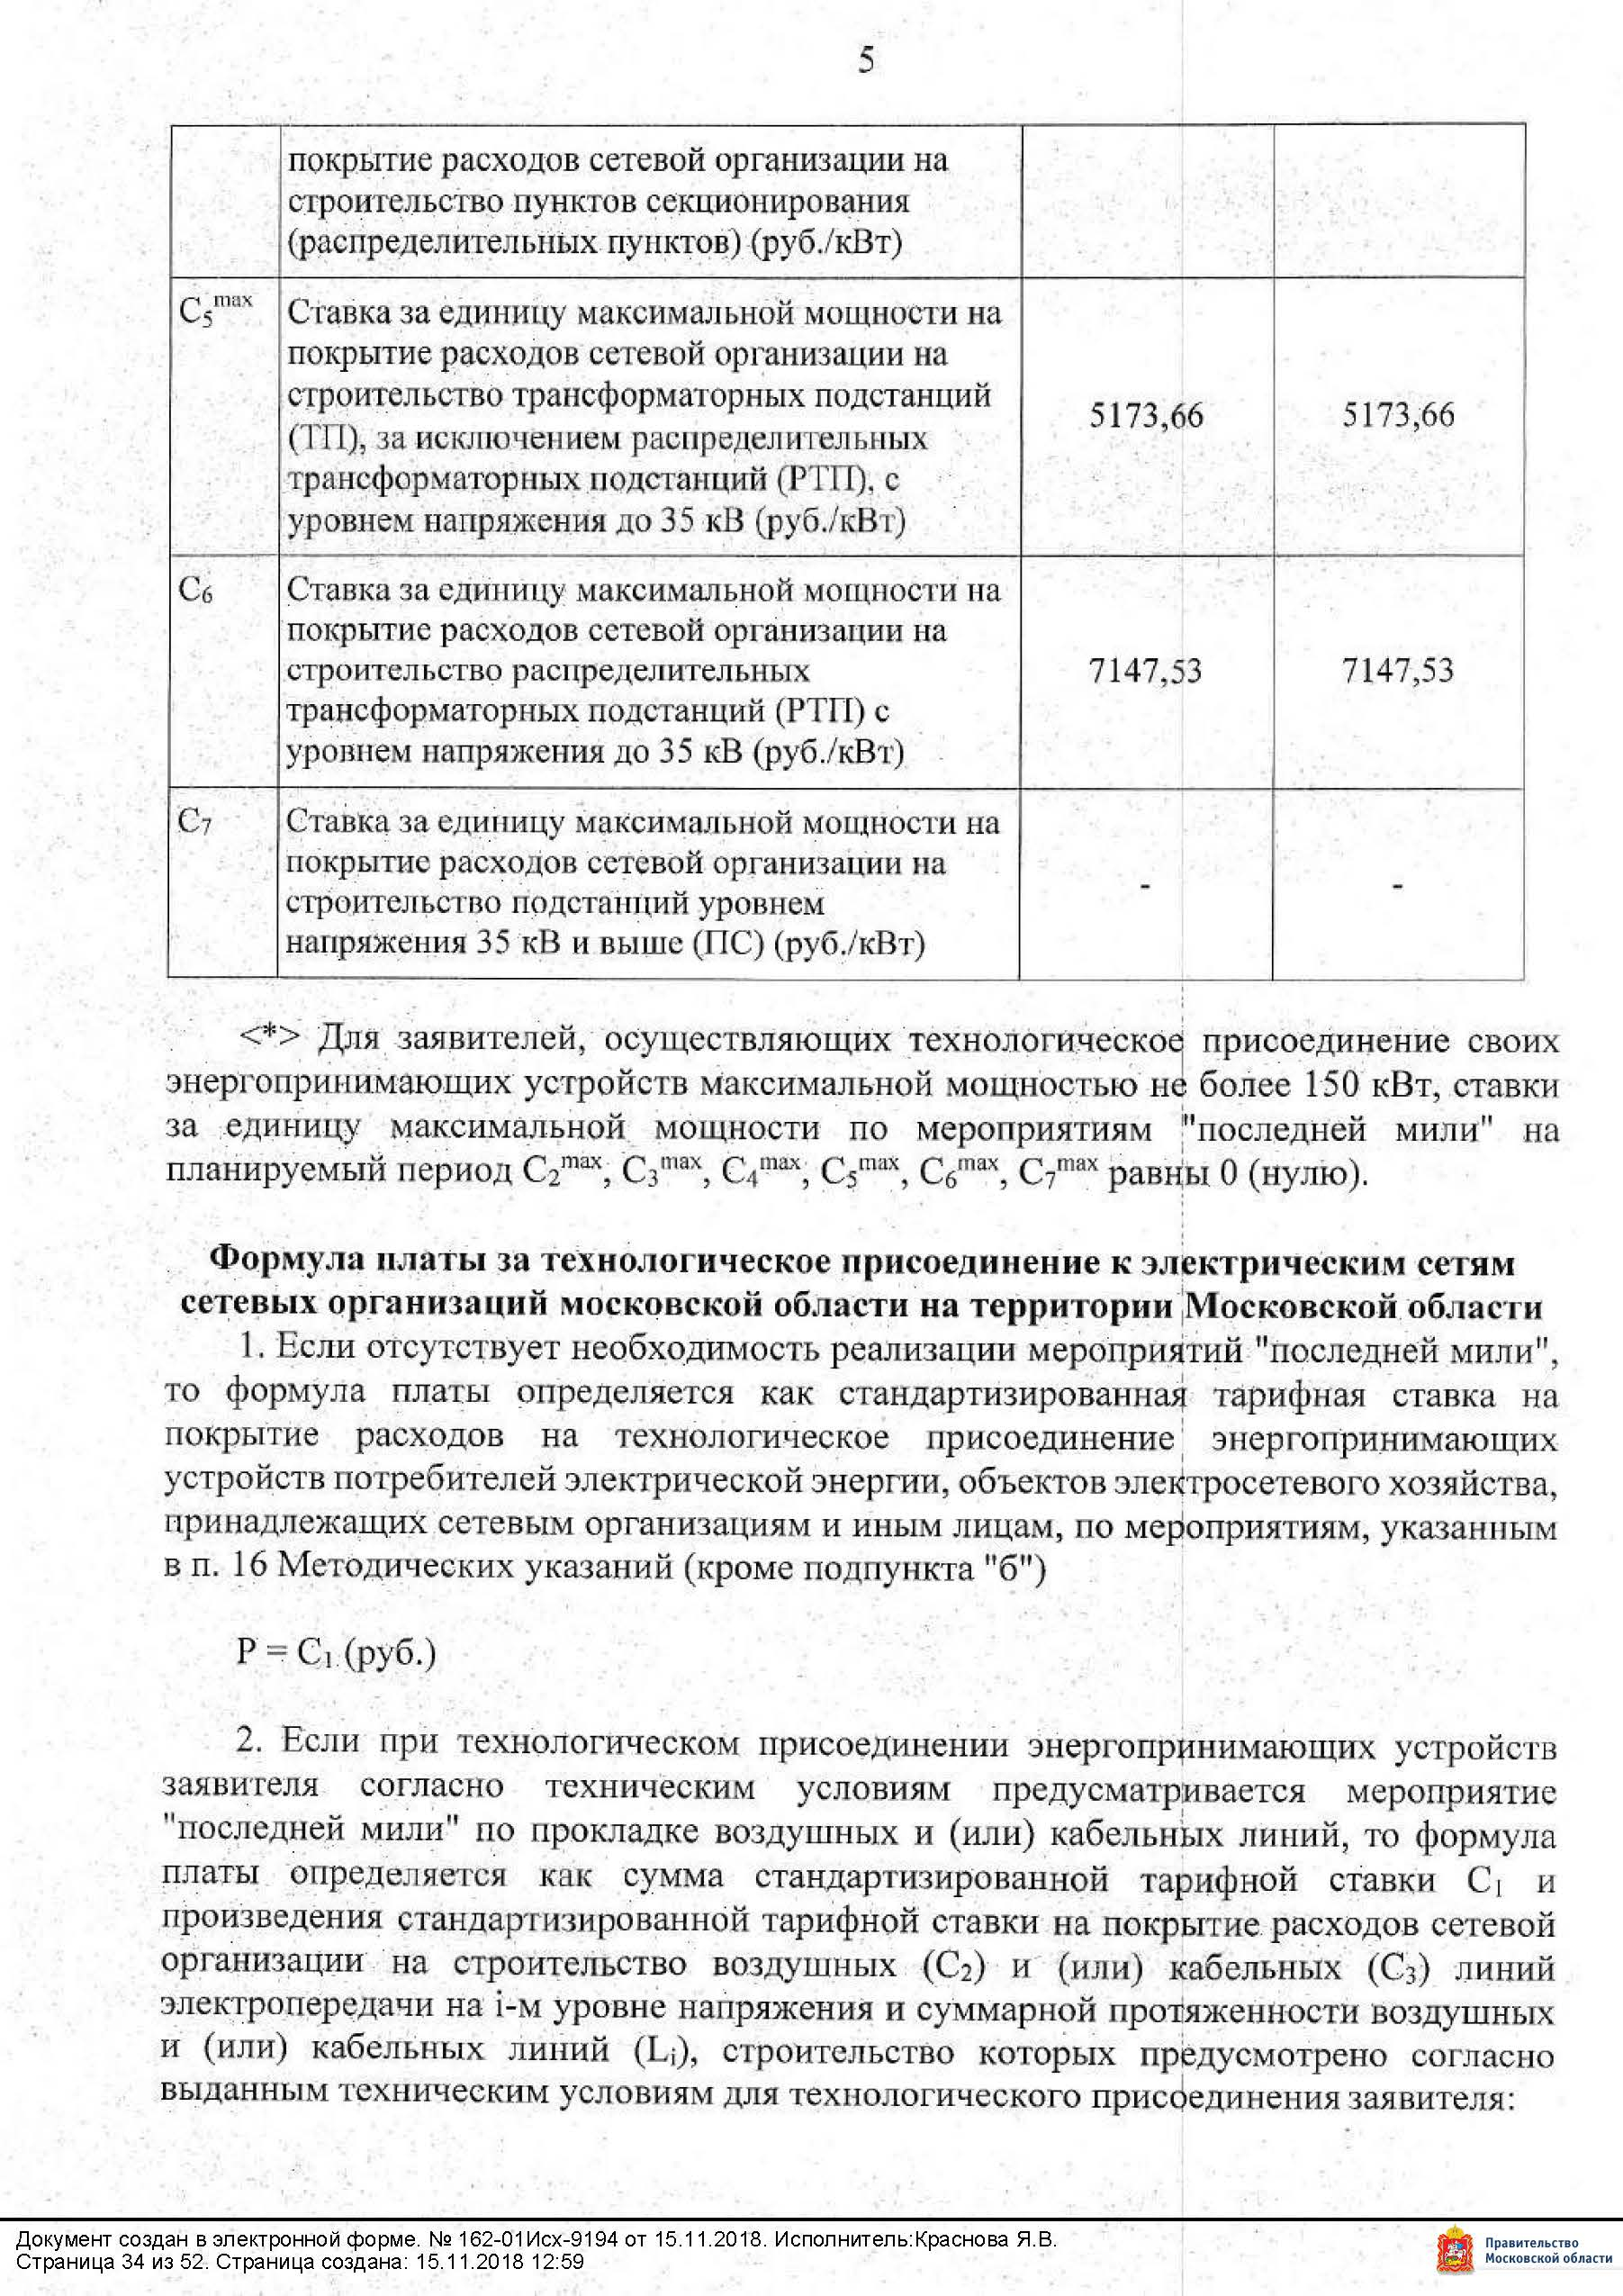 5
покрытие расходов сетевой организации на
строительство пунктов секционирования
(распределительных пунктов) (руб./кВт)
C₅ᵐᵃˣ
Ставка за единицу максимальной мощности на
покрытие расходов сетевой организации на
строительство трансформаторных подстанций
(ТП), за исключением распределительных
трансформаторных подстанций (РТП), с
уровнем напряжения до 35 кВ (руб./кВт)
5173,66
5173,66
C₆
Ставка за единицу максимальной мощности на
покрытие расходов сетевой организации на
строительство распределительных
трансформаторных подстанций (РТП) с
уровнем напряжения до 35 кВ (руб./кВт)
7147,53
7147,53
C₇
Ставка за единицу максимальной мощности на
покрытие расходов сетевой организации на
строительство подстанций уровнем
напряжения 35 кВ и выше (ПС) (руб./кВт)
-
-
<*> Для заявителей, осуществляющих технологическое присоединение своих
энергопринимающих устройств максимальной мощностью не более 150 кВт, ставки
за единицу максимальной мощности по мероприятиям "последней мили" на
планируемый период C₂ᵐᵃˣ, C₃ᵐᵃˣ, C₄ᵐᵃˣ, C₅ᵐᵃˣ, C₆ᵐᵃˣ, C₇ᵐᵃˣ равны 0 (нулю).
Формула платы за технологическое присоединение к электрическим сетям
сетевых организаций московской области на территории Московской области
1. Если отсутствует необходимость реализации мероприятий "последней мили",
то формула платы определяется как стандартизированная тарифная ставка на
покрытие расходов на технологическое присоединение энергопринимающих
устройств потребителей электрической энергии, объектов электросетевого хозяйства,
принадлежащих сетевым организациям и иным лицам, по мероприятиям, указанным
в п. 16 Методических указаний (кроме подпункта "б")
P = C₁ (руб.)
2. Если при технологическом присоединении энергопринимающих устройств
заявителя согласно техническим условиям предусматривается мероприятие
"последней мили" по прокладке воздушных и (или) кабельных линий, то формула
платы определяется как сумма стандартизированной тарифной ставки C₁ и
произведения стандартизированной тарифной ставки на покрытие расходов сетевой
организации на строительство воздушных (C₂) и (или) кабельных (C₃) линий
электропередачи на i-м уровне напряжения и суммарной протяженности воздушных
и (или) кабельных линий (Lᵢ), строительство которых предусмотрено согласно
выданным техническим условиям для технологического присоединения заявителя:
Документ создан в электронной форме. № 162-01Исх-9194 от 15.11.2018. Исполнитель:Краснова Я.В.
Страница 34 из 52. Страница создана: 15.11.2018 12:59
Правительство
Московской области